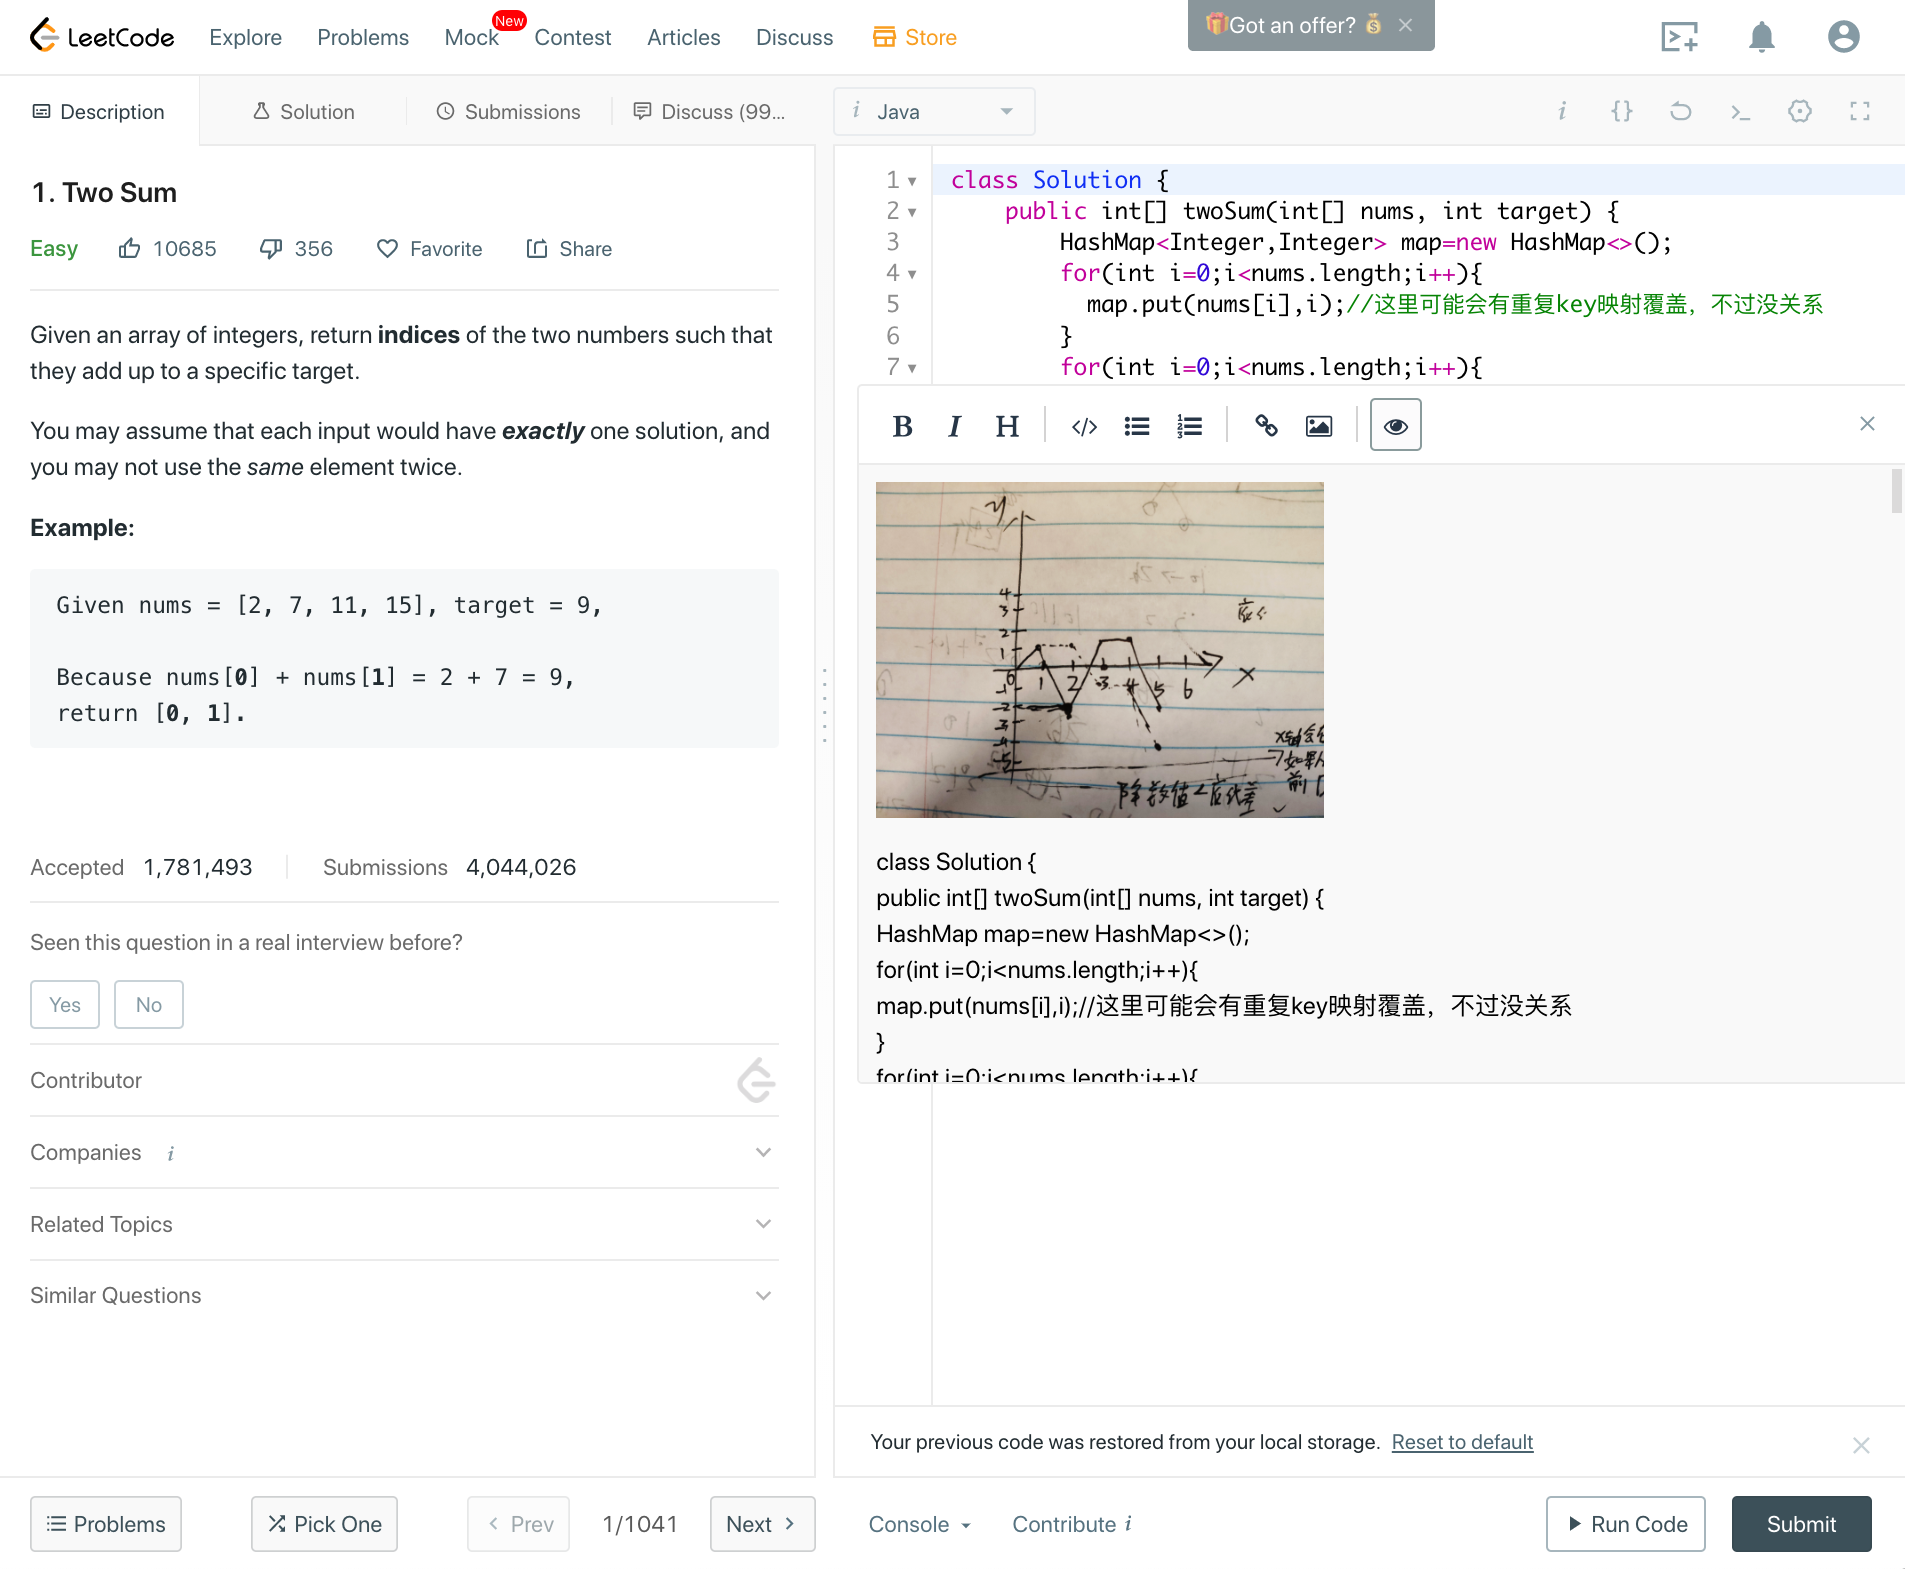 LeetCode
Explore
Problems
Mock
New
Contest
Articles
Discuss
Store
🎁Got an offer? 💰
Description
Solution
Submissions
Discuss (99...
i Java
1. Two Sum
Easy
10685
356
Favorite
Share
Given an array of integers, return indices of the two numbers such that
they add up to a specific target.
You may assume that each input would have exactly one solution, and
you may not use the same element twice.
Example:
Given nums = [2, 7, 11, 15], target = 9,
Because nums[0] + nums[1] = 2 + 7 = 9,
return [0, 1].
Accepted 1,781,493
Submissions 4,044,026
Seen this question in a real interview before?
Yes
No
Contributor
Companies i
Related Topics
Similar Questions
1 class Solution {
2 public int[] twoSum(int[] nums, int target) {
3 HashMap<Integer,Integer> map=new HashMap<>();
4 for(int i=0;i<nums.length;i++){
5 map.put(nums[i],i);//这里可能会有重复key映射覆盖，不过没关系
6 }
7 for(int i=0;i<nums.length;i++){
B I H
y
4
3
2
1
0 1 2 3 4 5 6 X
-1
-2
-3
-4
-5
class Solution {
public int[] twoSum(int[] nums, int target) {
HashMap map=new HashMap<>();
for(int i=0;i<nums.length;i++){
map.put(nums[i],i);//这里可能会有重复key映射覆盖，不过没关系
}
for(int i=0;i<nums.length;i++){
Your previous code was restored from your local storage. Reset to default
Problems
Pick One
Prev
1/1041
Next
Console
Contribute i
Run Code
Submit